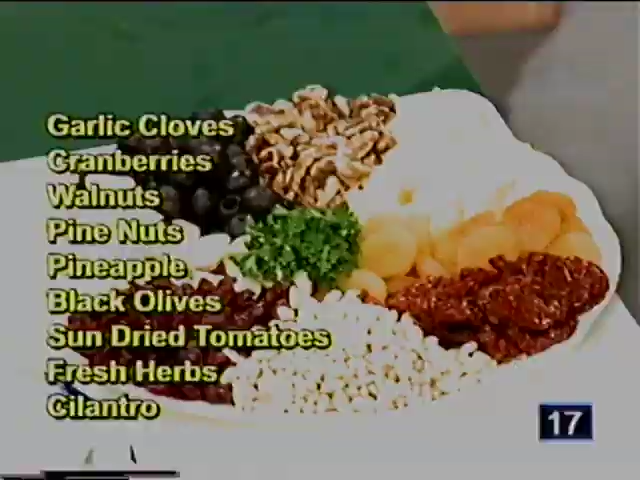 Garlic Cloves
Cranberries
Walnuts
Pine Nuts
Pineapple
Black Olives
Sun Dried Tomatoes
Fresh Herbs
Cilantro
17